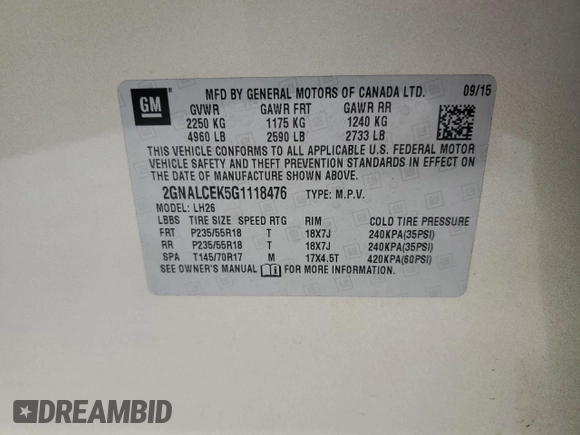 GM
MFD BY GENERAL MOTORS OF CANADA LTD. 09/15
GVWR GAWR FRT GAWR RR
2250 KG 1175 KG 1240 KG
4960 LB 2590 LB 2733 LB
THIS VEHICLE CONFORMS TO ALL APPLICABLE U.S. FEDERAL MOTOR
VEHICLE SAFETY AND THEFT PREVENTION STANDARDS IN EFFECT ON
THE DATE OF MANUFACTURE SHOWN ABOVE.
2GNALCEK5G1118476 TYPE: M.P.V.
MODEL: LH26
LBBS TIRE SIZE SPEED RTG RIM COLD TIRE PRESSURE
FRT P235/55R18 T 18X7J 240KPA(35PSI)
RR P235/55R18 T 18X7J 240KPA(35PSI)
SPA T145/70R17 M 17X4.5T 420KPA(60PSI)
SEE OWNER'S MANUAL i FOR MORE INFORMATION.
DREAMBID